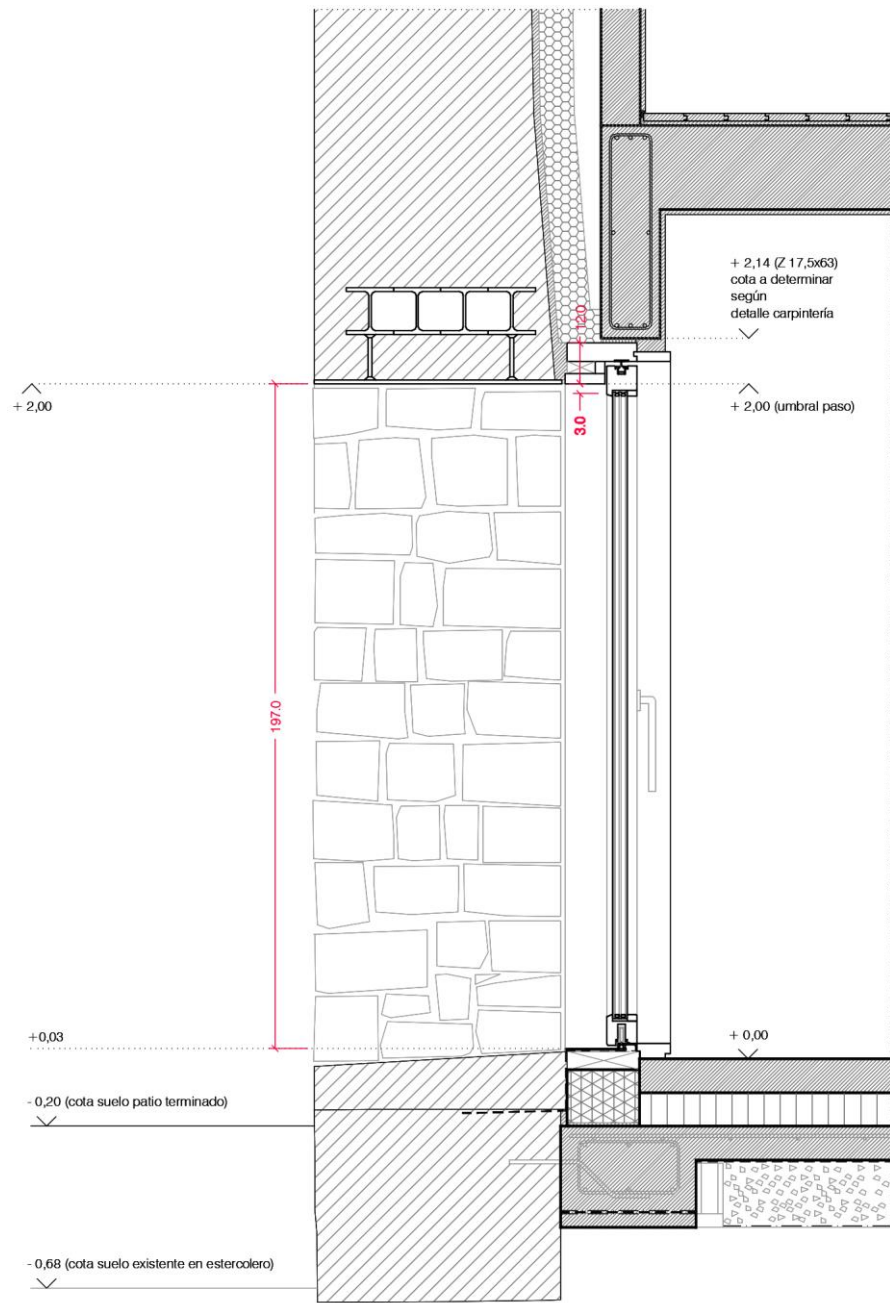 + 2,14 (Z 17,5x63)
cota a determinar
según
detalle carpintería
12.0
+ 2,00
+ 2,00 (umbral paso)
3.0
197.0
+0,03
+ 0,00
- 0,20 (cota suelo patio terminado)
- 0,68 (cota suelo existente en estercolero)